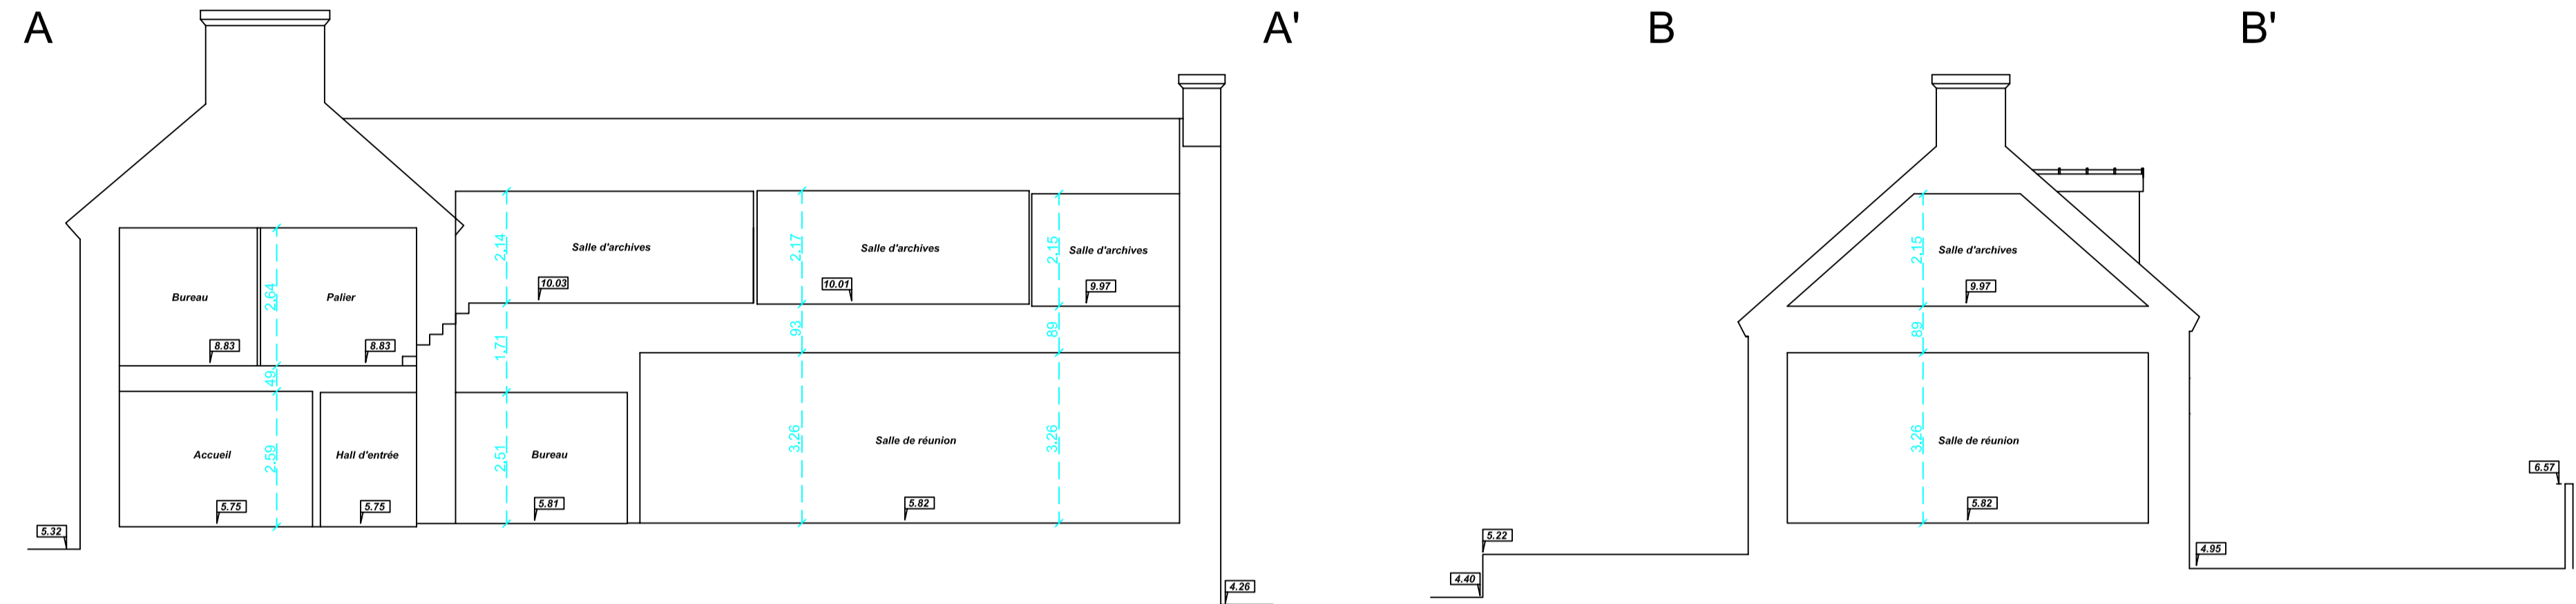 A
A'
B
B'
2.14
Salle d'archives
10.03
2.17
Salle d'archives
10.01
2.15
Salle d'archives
9.97
2.15
Salle d'archives
9.97
Bureau
2.64
Palier
8.83
8.83
1.71
93
89
89
49
Accueil
2.59
Hall d'entrée
5.75
5.75
2.51
Bureau
5.81
3.26
Salle de réunion
3.26
5.82
3.26
Salle de réunion
5.82
5.32
4.26
5.22
4.40
4.95
6.57